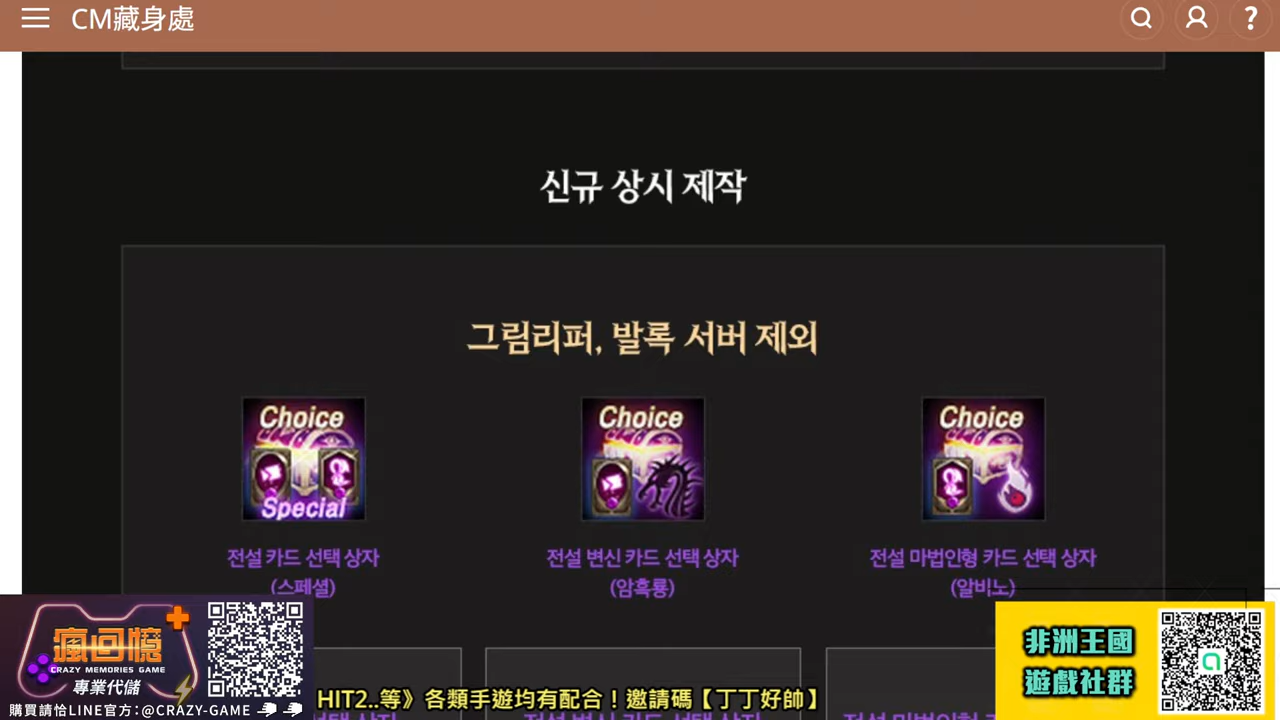 CM藏身處
?
신규 상시 제작
그림리퍼, 발록 서버 제외
Choice
Special
Choice
Choice
전설 카드 선택 상자
(스페셜)
전설 변신 카드 선택 상자
(암흑룡)
전설 마법인형 카드 선택 상자
(알비노)
瘋回憶
CRAZY MEMORIES GAME
專業代儲
購買請恰LINE官方:@CRAZY-GAME
HIT2..等》各類手遊均有配合!邀請碼【丁丁好帥】
非洲王國
遊戲社群